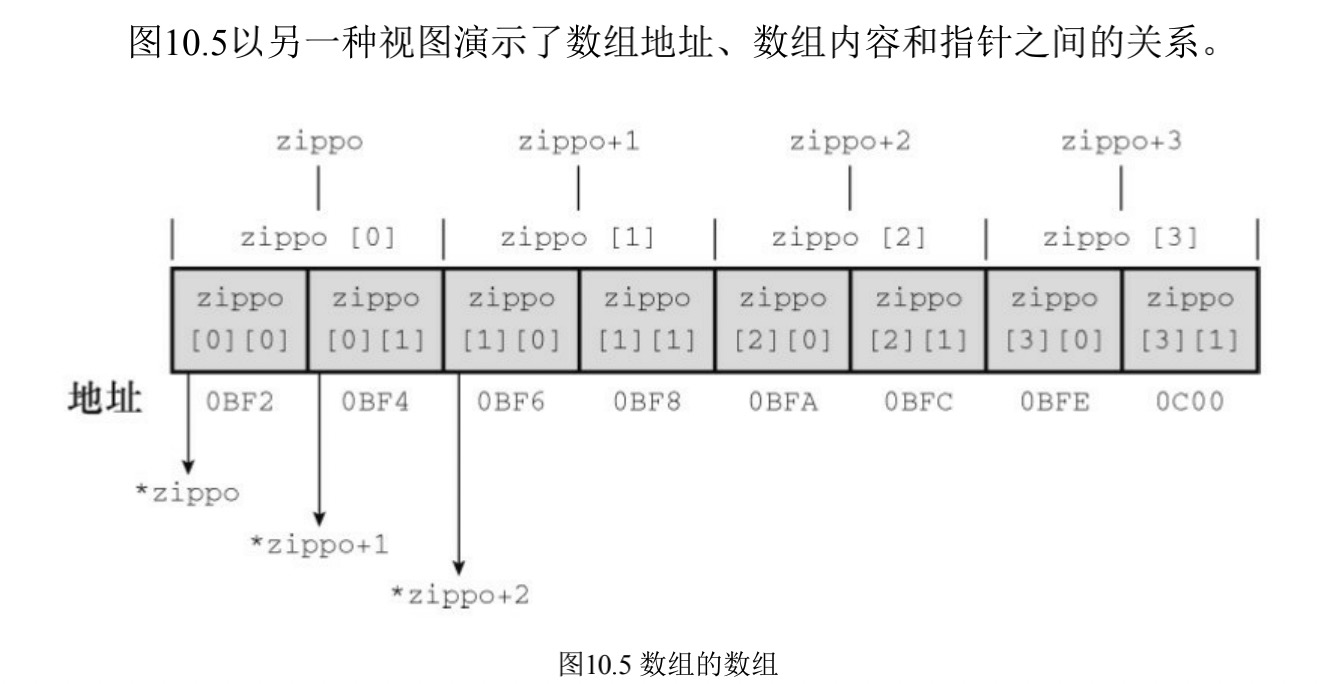 图10.5以另一种视图演示了数组地址、数组内容和指针之间的关系。
zippo zippo+1 zippo+2 zippo+3
zippo [0] zippo [1] zippo [2] zippo [3]
zippo zippo zippo zippo zippo zippo zippo zippo
[0][0] [0][1] [1][0] [1][1] [2][0] [2][1] [3][0] [3][1]
地址 0BF2 0BF4 0BF6 0BF8 0BFA 0BFC 0BFE 0C00
*zippo
*zippo+1
*zippo+2
图10.5 数组的数组